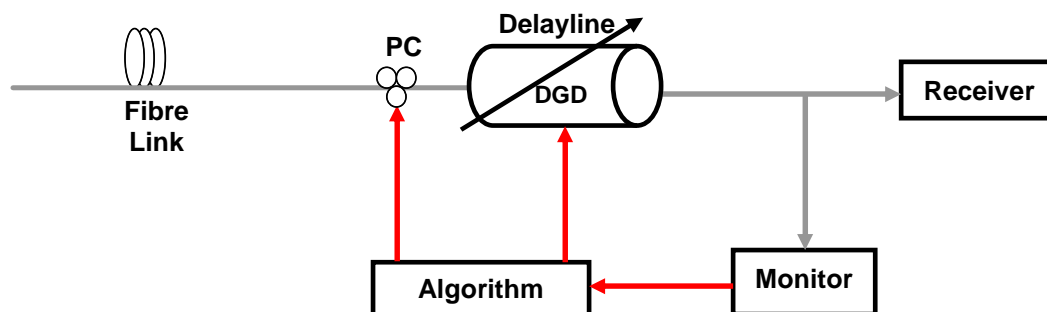 Delayline
PC
DGD
Receiver
Fibre
Link
Algorithm
Monitor